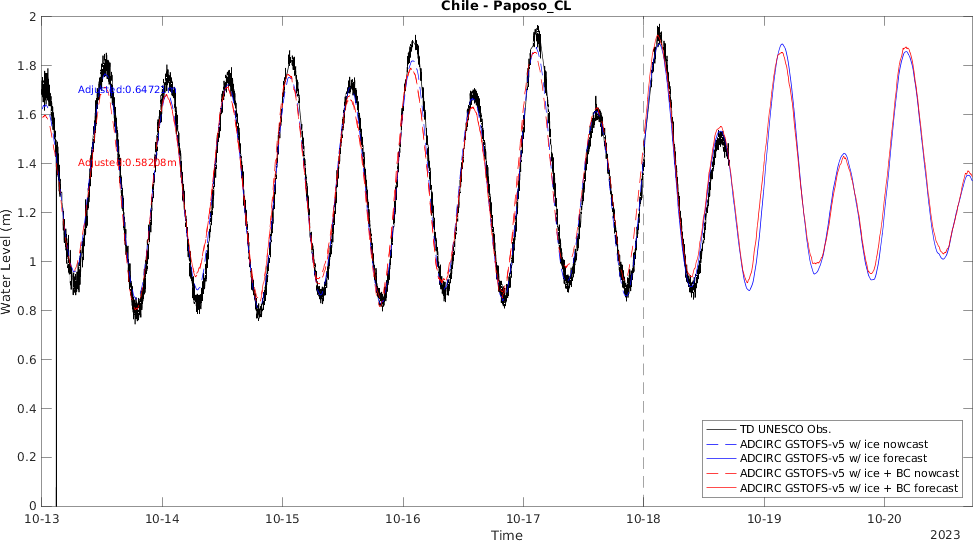 Chile - Paposo_CL
2
1.8
1.6
1.4
1.2
1
0.8
0.6
0.4
0.2
0
Water Level (m)
Adjusted:0.58208m
10-13
10-14
10-15
10-16
10-17
10-18
10-19
10-20
Time
2023
TD UNESCO Obs.
ADCIRC GSTOFS-v5 w/ ice nowcast
ADCIRC GSTOFS-v5 w/ ice forecast
ADCIRC GSTOFS-v5 w/ ice + BC nowcast
ADCIRC GSTOFS-v5 w/ ice + BC forecast